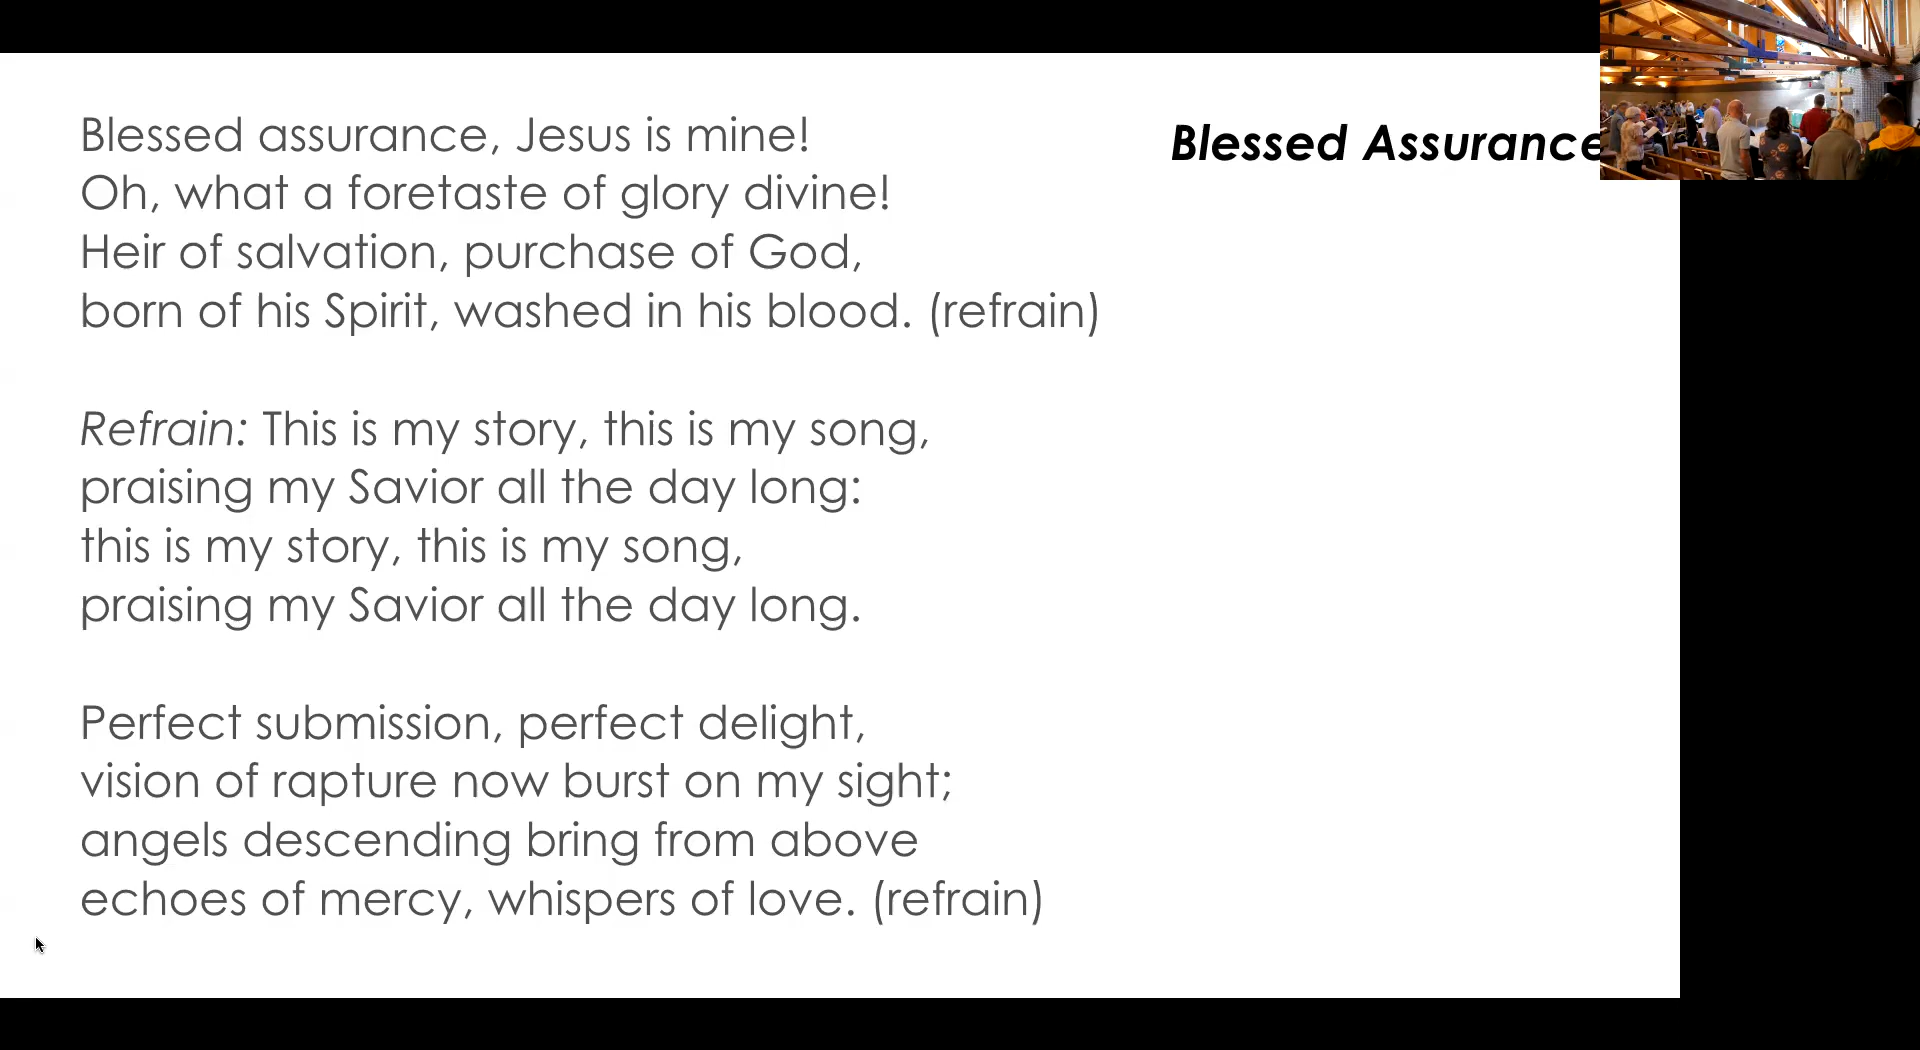 Blessed assurance, Jesus is mine!
Oh, what a foretaste of glory divine!
Heir of salvation, purchase of God,
born of his Spirit, washed in his blood. (refrain)
Refrain: This is my story, this is my song,
praising my Savior all the day long:
this is my story, this is my song,
praising my Savior all the day long.
Perfect submission, perfect delight,
vision of rapture now burst on my sight;
angels descending bring from above
echoes of mercy, whispers of love. (refrain)
Blessed Assurance